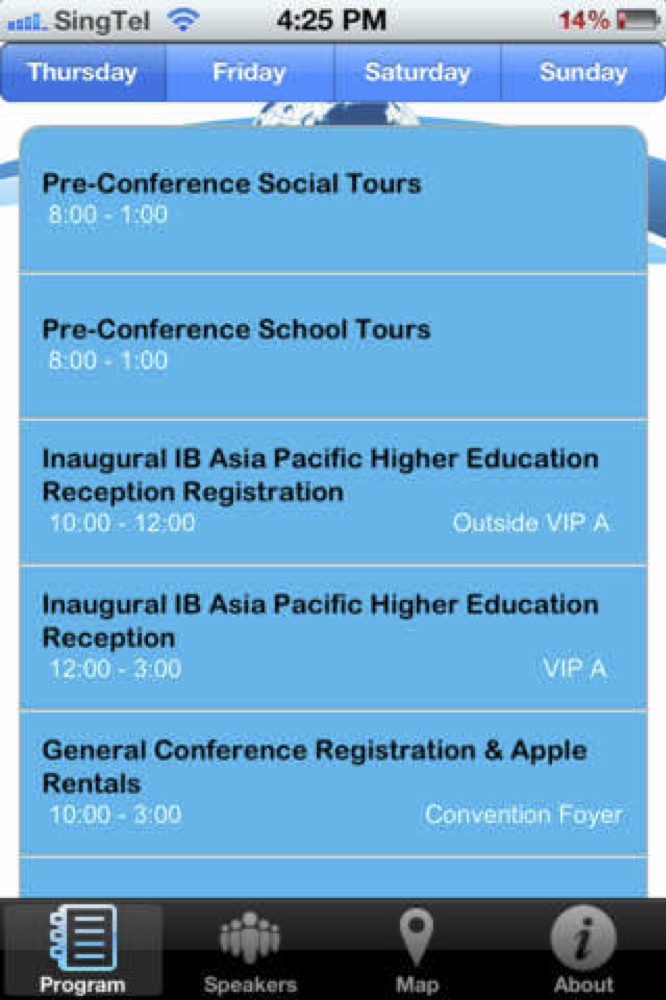 SingTel 4:25 PM 14%
Thursday Friday Saturday Sunday
Pre-Conference Social Tours
8:00 - 1:00
Pre-Conference School Tours
8:00 - 1:00
Inaugural IB Asia Pacific Higher Education
Reception Registration
10:00 - 12:00 Outside VIP A
Inaugural IB Asia Pacific Higher Education
Reception
12:00 - 3:00 VIP A
General Conference Registration & Apple
Rentals
10:00 - 3:00 Convention Foyer
Program Speakers Map About